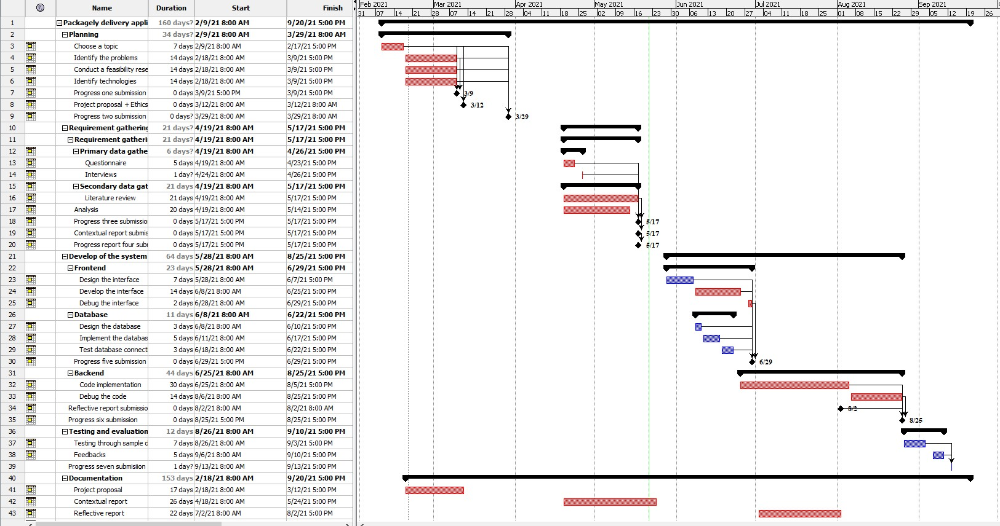 Name Duration Start Finish
Feb 2021 Mar 2021 Apr 2021 May 2021 Jun 2021 Jul 2021 Aug 2021 Sep 2021
31 07 14 21 28 07 14 21 28 04 11 18 25 02 09 16 23 30 06 13 20 27 04 11 18 25 01 08 15 22 29 05 12 19 26
1 Packagely delivery appli 160 days? 2/9/21 8:00 AM 9/20/21 5:00 PM
2 Planning 34 days? 2/9/21 8:00 AM 3/29/21 8:00 AM
3 Choose a topic 7 days 2/9/21 8:00 AM 2/17/21 5:00 PM
4 Identify the problems 14 days 2/18/21 8:00 AM 3/9/21 5:00 PM
5 Conduct a feasibility rese 14 days 2/18/21 8:00 AM 3/9/21 5:00 PM
6 Identify technologies 14 days 2/18/21 8:00 AM 3/9/21 5:00 PM
7 Progress one submission 0 days 3/9/21 5:00 PM 3/9/21 5:00 PM 3/9
8 Project proposal + Ethics 0 days 3/12/21 8:00 AM 3/12/21 8:00 AM 3/12
9 Progress two submission 0 days? 3/29/21 8:00 AM 3/29/21 8:00 AM 3/29
10 Requirement gathering 21 days? 4/19/21 8:00 AM 5/17/21 5:00 PM
11 Requirement gatheri 21 days? 4/19/21 8:00 AM 5/17/21 5:00 PM
12 Primary data gathe 6 days? 4/19/21 8:00 AM 4/26/21 5:00 PM
13 Questionnaire 5 days 4/19/21 8:00 AM 4/23/21 5:00 PM
14 Interviews 1 day? 4/24/21 8:00 AM 4/26/21 5:00 PM
15 Secondary data gat 21 days 4/19/21 8:00 AM 5/17/21 5:00 PM
16 Literature review 21 days 4/19/21 8:00 AM 5/17/21 5:00 PM
17 Analysis 20 days 4/19/21 8:00 AM 5/14/21 5:00 PM
18 Progress three submissio 0 days 5/17/21 5:00 PM 5/17/21 5:00 PM 5/17
19 Contextual report submis 0 days 5/17/21 5:00 PM 5/17/21 5:00 PM 5/17
20 Progress report four subr 0 days 5/17/21 5:00 PM 5/17/21 5:00 PM 5/17
21 Develop of the system 64 days 5/28/21 8:00 AM 8/25/21 5:00 PM
22 Frontend 23 days 5/28/21 8:00 AM 6/29/21 5:00 PM
23 Design the interface 7 days 5/28/21 8:00 AM 6/7/21 5:00 PM
24 Develop the interface 14 days 6/8/21 8:00 AM 6/25/21 5:00 PM
25 Debug the interface 2 days 6/28/21 8:00 AM 6/29/21 5:00 PM
26 Database 11 days 6/8/21 8:00 AM 6/22/21 5:00 PM
27 Design the database 3 days 6/8/21 8:00 AM 6/10/21 5:00 PM
28 Implement the databas 5 days 6/11/21 8:00 AM 6/17/21 5:00 PM
29 Test database connect 3 days 6/18/21 8:00 AM 6/22/21 5:00 PM
30 Progress five submission 0 days 6/29/21 5:00 PM 6/29/21 5:00 PM 6/29
31 Backend 44 days 6/25/21 8:00 AM 8/25/21 5:00 PM
32 Code implementation 30 days 6/25/21 8:00 AM 8/5/21 5:00 PM
33 Debug the code 14 days 8/6/21 8:00 AM 8/25/21 5:00 PM
34 Reflective report submissio 0 days 8/2/21 8:00 AM 8/2/21 8:00 AM 8/2
35 Progress six submission 0 days 8/25/21 5:00 PM 8/25/21 5:00 PM 8/25
36 Testing and evaluation 12 days 8/26/21 8:00 AM 9/10/21 5:00 PM
37 Testing through sample d 7 days 8/26/21 8:00 AM 9/3/21 5:00 PM
38 Feedbacks 5 days 9/6/21 8:00 AM 9/10/21 5:00 PM
39 Progress seven submisiion 1 day? 9/13/21 8:00 AM 9/13/21 5:00 PM
40 Documentation 153 days 2/18/21 8:00 AM 9/20/21 5:00 PM
41 Project proposal 17 days 2/18/21 8:00 AM 3/12/21 5:00 PM
42 Contextual report 26 days 4/18/21 8:00 AM 5/24/21 5:00 PM
43 Reflective report 22 days 7/2/21 8:00 AM 8/2/21 5:00 PM